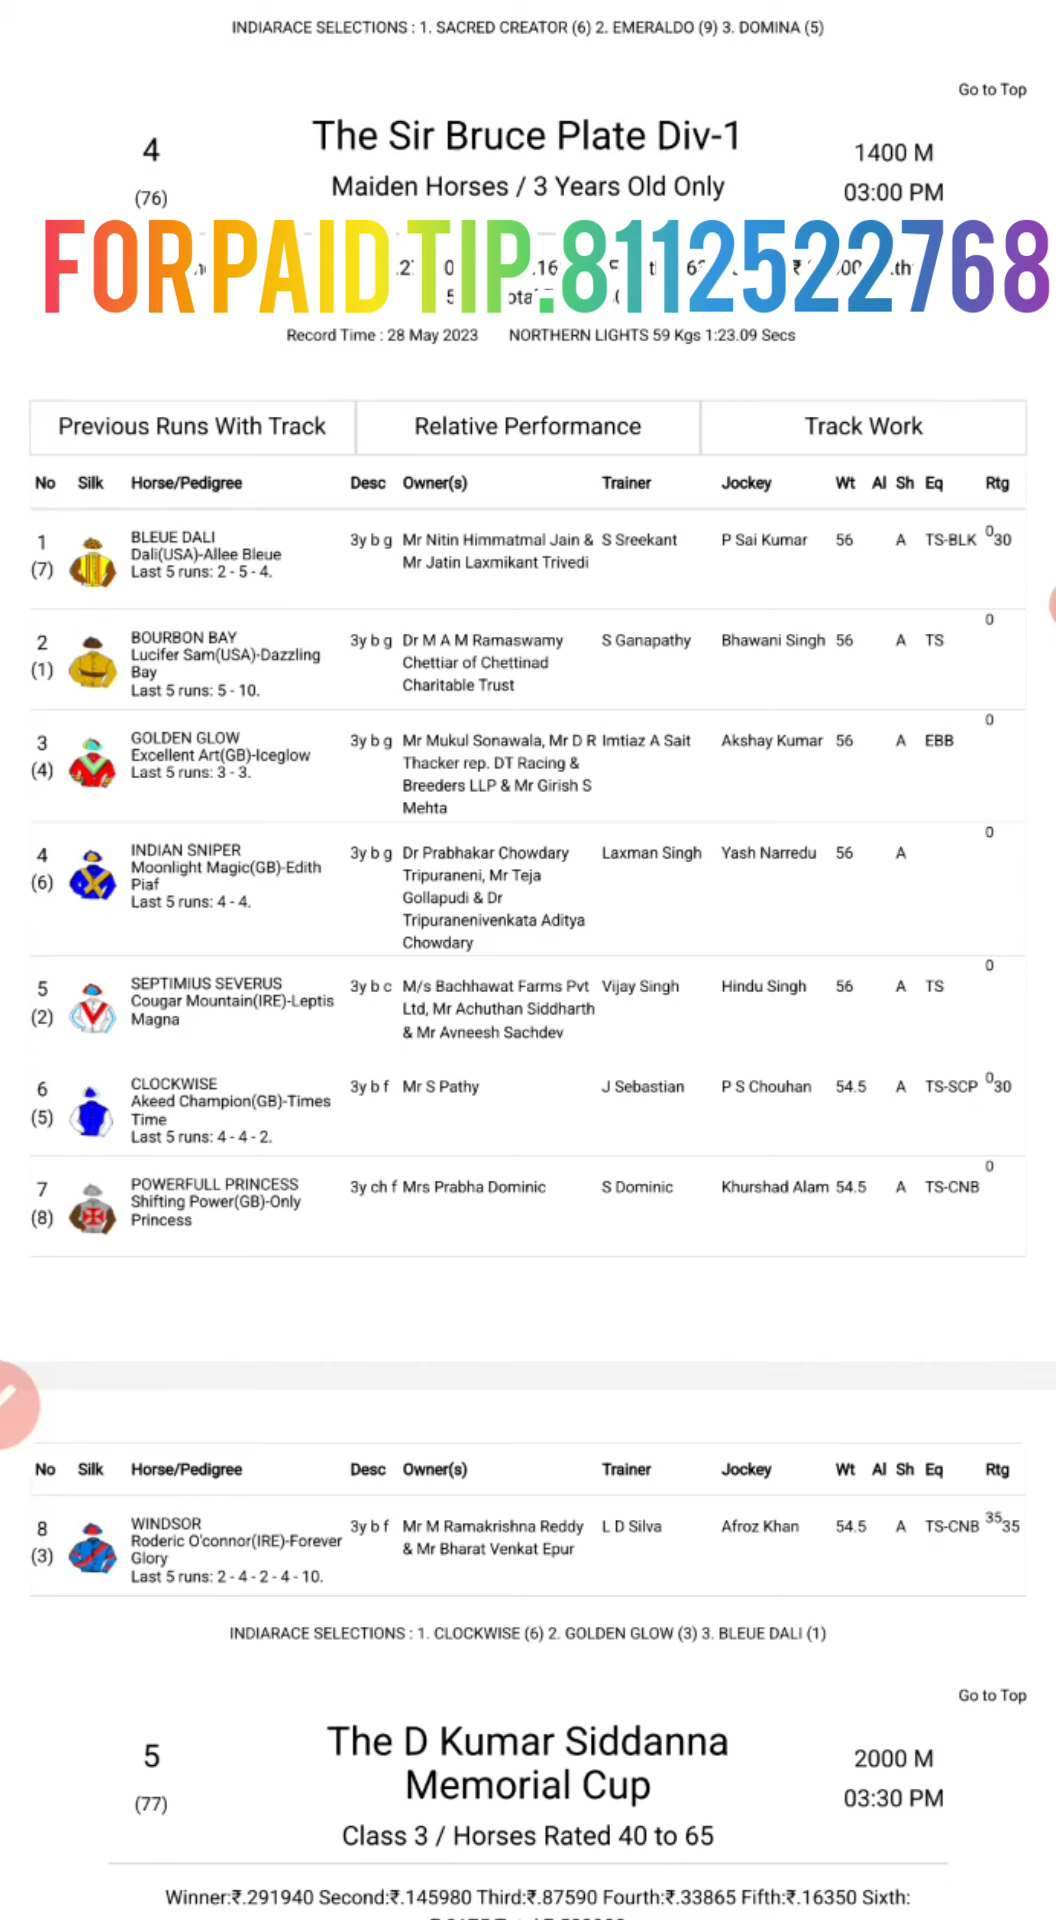 INDIARACE SELECTIONS : 1. SACRED CREATOR (6) 2. EMERALDO (9) 3. DOMINA (5)
Go to Top
4 The Sir Bruce Plate Div-1 1400 M
(76) Maiden Horses / 3 Years Old Only 03:00 PM
FOR PAID TIP.:8112522768
Record Time : 28 May 2023 NORTHERN LIGHTS 59 Kgs 1:23.09 Secs
Previous Runs With Track Relative Performance Track Work
No Silk Horse/Pedigree Desc Owner(s) Trainer Jockey Wt Al Sh Eq Rtg
1 BLEUE DALI 3y b g Mr Nitin Himmatmal Jain & S Sreekant P Sai Kumar 56 A TS-BLK 0 30
(7) Dali(USA)-Allee Bleue Mr Jatin Laxmikant Trivedi
Last 5 runs: 2 - 5 - 4.
0
2 BOURBON BAY 3y b g Dr M A M Ramaswamy S Ganapathy Bhawani Singh 56 A TS
(1) Lucifer Sam(USA)-Dazzling Chettiar of Chettinad
Bay Charitable Trust
Last 5 runs: 5 - 10.
0
3 GOLDEN GLOW 3y b g Mr Mukul Sonawala, Mr D R Imtiaz A Sait Akshay Kumar 56 A EBB
(4) Excellent Art(GB)-Iceglow Thacker rep. DT Racing &
Last 5 runs: 3 - 3. Breeders LLP & Mr Girish S
Mehta
0
4 INDIAN SNIPER 3y b g Dr Prabhakar Chowdary Laxman Singh Yash Narredu 56 A
(6) Moonlight Magic(GB)-Edith Tripuraneni, Mr Teja
Piaf Gollapudi & Dr
Last 5 runs: 4 - 4. Tripuranenivenkata Aditya
Chowdary
0
5 SEPTIMIUS SEVERUS 3y b c M/s Bachhawat Farms Pvt Vijay Singh Hindu Singh 56 A TS
(2) Cougar Mountain(IRE)-Leptis Ltd, Mr Achuthan Siddharth
Magna & Mr Avneesh Sachdev
6 CLOCKWISE 3y b f Mr S Pathy J Sebastian P S Chouhan 54.5 A TS-SCP 0 30
(5) Akeed Champion(GB)-Times
Time
Last 5 runs: 4 - 4 - 2.
0
7 POWERFULL PRINCESS 3y ch f Mrs Prabha Dominic S Dominic Khurshad Alam 54.5 A TS-CNB
(8) Shifting Power(GB)-Only
Princess
No Silk Horse/Pedigree Desc Owner(s) Trainer Jockey Wt Al Sh Eq Rtg
8 WINDSOR 3y b f Mr M Ramakrishna Reddy L D Silva Afroz Khan 54.5 A TS-CNB 35 35
(3) Roderic O'connor(IRE)-Forever & Mr Bharat Venkat Epur
Glory
Last 5 runs: 2 - 4 - 2 - 4 - 10.
INDIARACE SELECTIONS : 1. CLOCKWISE (6) 2. GOLDEN GLOW (3) 3. BLEUE DALI (1)
Go to Top
5 The D Kumar Siddanna 2000 M
(77) Memorial Cup 03:30 PM
Class 3 / Horses Rated 40 to 65
Winner:₹.291940 Second:₹.145980 Third:₹.87590 Fourth:₹.33865 Fifth:₹.16350 Sixth: